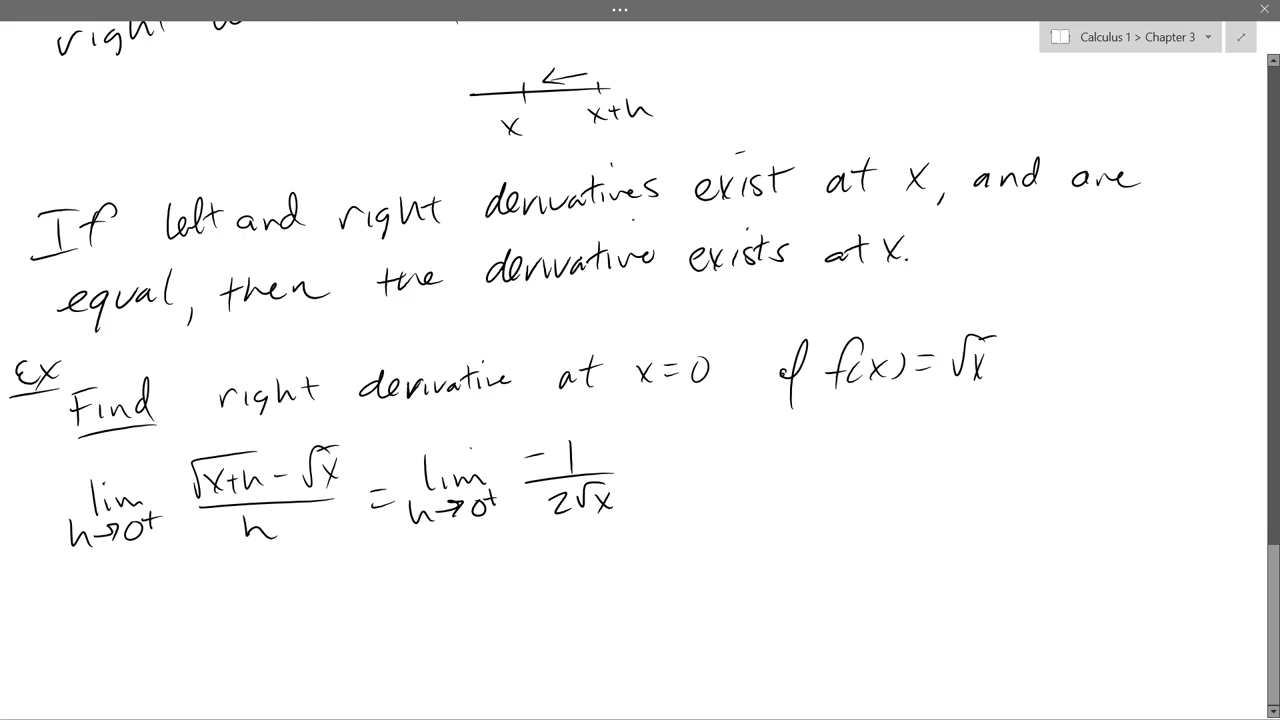 right
Calculus 1 > Chapter 3
x x+h
If left and right derivatives exist at x, and are
equal, then the derivative exists at x.
Ex
Find right derivative at x=0 of f(x) = √x
lim h→0⁺ (√(x+h) - √x)/h = lim h→0⁺ -1/(2√x)